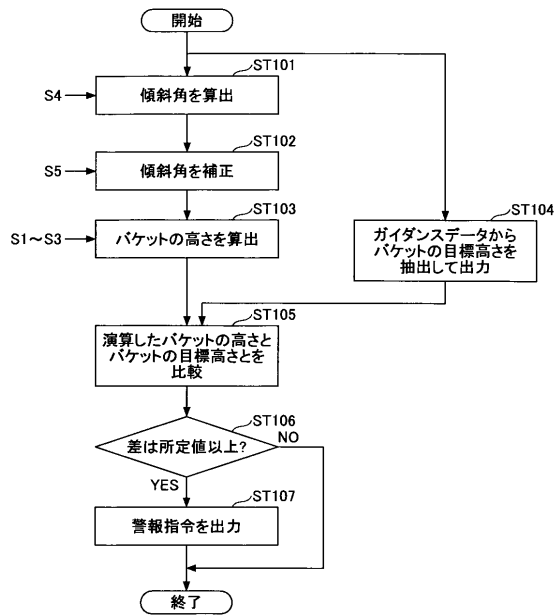 開始
ST101
S4
傾斜角を算出
ST102
S5
傾斜角を補正
ST103
S1～S3
バケットの高さを算出
ST104
ガイダンスデータから
バケットの目標高さを
抽出して出力
ST105
演算したバケットの高さと
バケットの目標高さとを
比較
ST106
差は所定値以上?
NO
YES
ST107
警報指令を出力
終了